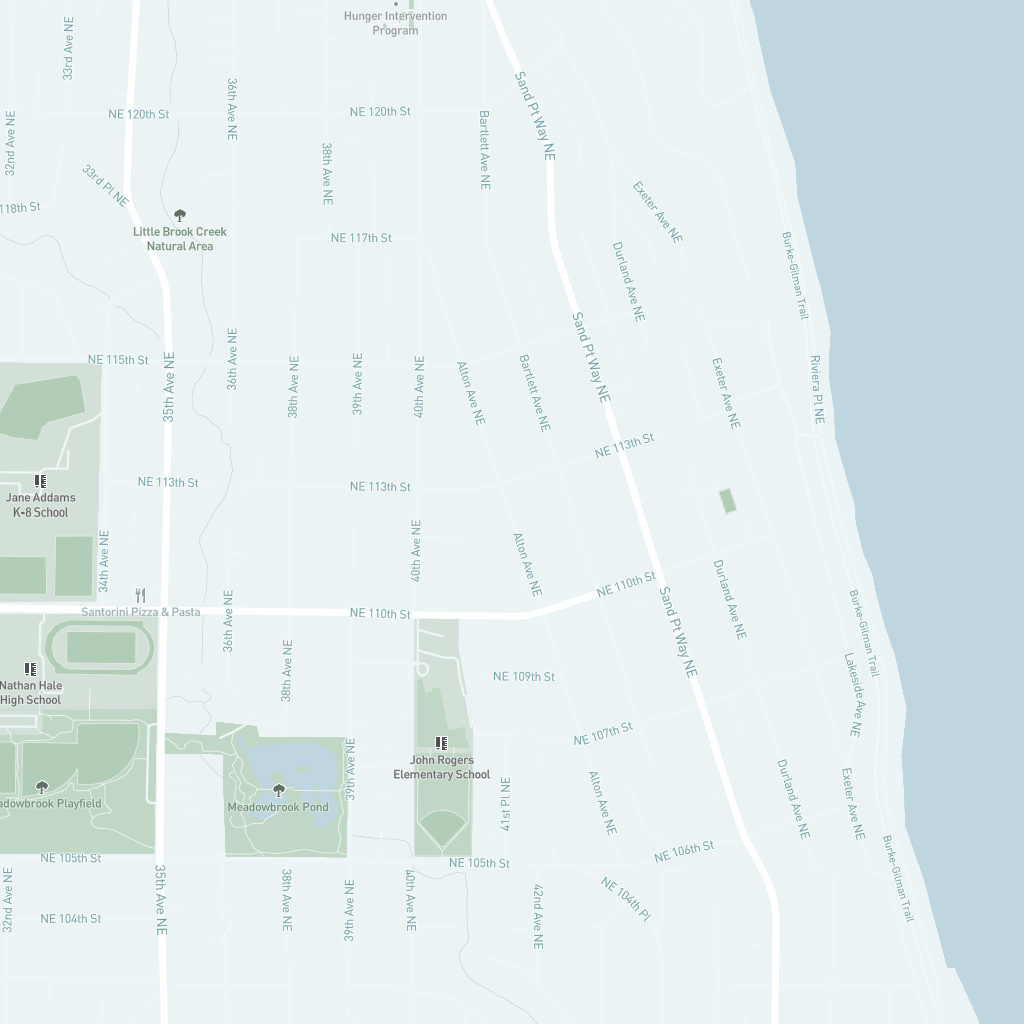 Hunger Intervention
Program
33rd Ave NE
39th Ave NE
Sand Pt Way NE
NE 120th St
NE 120th St
32nd Ave NE
Bartlett Ave NE
38th Ave NE
33rd Pl NE
118th St
Exeter Ave NE
Little Brook Creek
Natural Area
NE 117th St
Durland Ave NE
Burke-Gilman Trail
Sand Pt Way NE
NE 115th St
35th Ave NE
36th Ave NE
38th Ave NE
39th Ave NE
40th Ave NE
Alton Ave NE
Bartlett Ave NE
Exeter Ave NE
Riviera Pl NE
NE 113th St
Jane Addams
K-8 School
NE 113th St
NE 113th St
34th Ave NE
40th Ave NE
Alton Ave NE
Santorini Pizza & Pasta
NE 110th St
NE 110th St
36th Ave NE
Durland Ave NE
Burke-Gilman Trail
Sand Pt Way NE
Nathan Hale
High School
38th Ave NE
NE 109th St
Lakeside Ave NE
NE 107th St
John Rogers
Elementary School
39th Ave NE
adowbrook Playfield
Meadowbrook Pond
41st Pl NE
Alton Ave NE
Durland Ave NE
Exeter Ave NE
NE 105th St
NE 105th St
NE 106th St
32nd Ave NE
35th Ave NE
38th Ave NE
39th Ave NE
40th Ave NE
42nd Ave NE
NE 104th Pl
Burke-Gilman Trail
NE 104th St